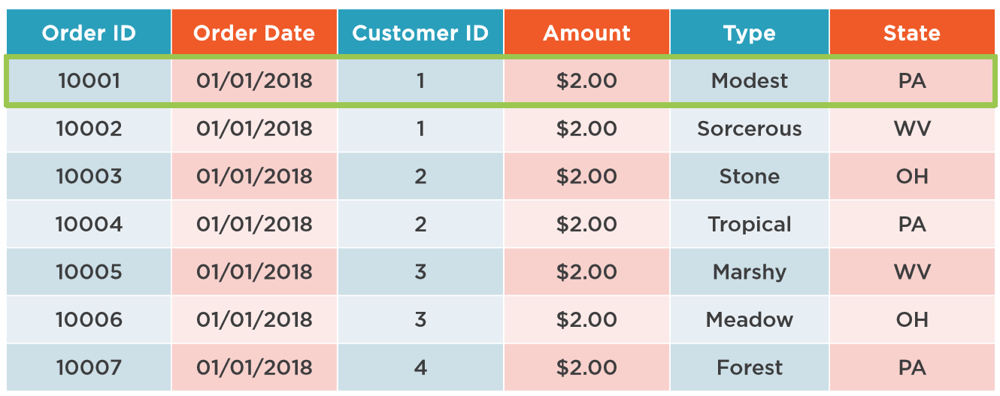 Order ID Order Date Customer ID Amount Type State
10001 01/01/2018 1 $2.00 Modest PA
10002 01/01/2018 1 $2.00 Sorcerous WV
10003 01/01/2018 2 $2.00 Stone OH
10004 01/01/2018 2 $2.00 Tropical PA
10005 01/01/2018 3 $2.00 Marshy WV
10006 01/01/2018 3 $2.00 Meadow OH
10007 01/01/2018 4 $2.00 Forest PA